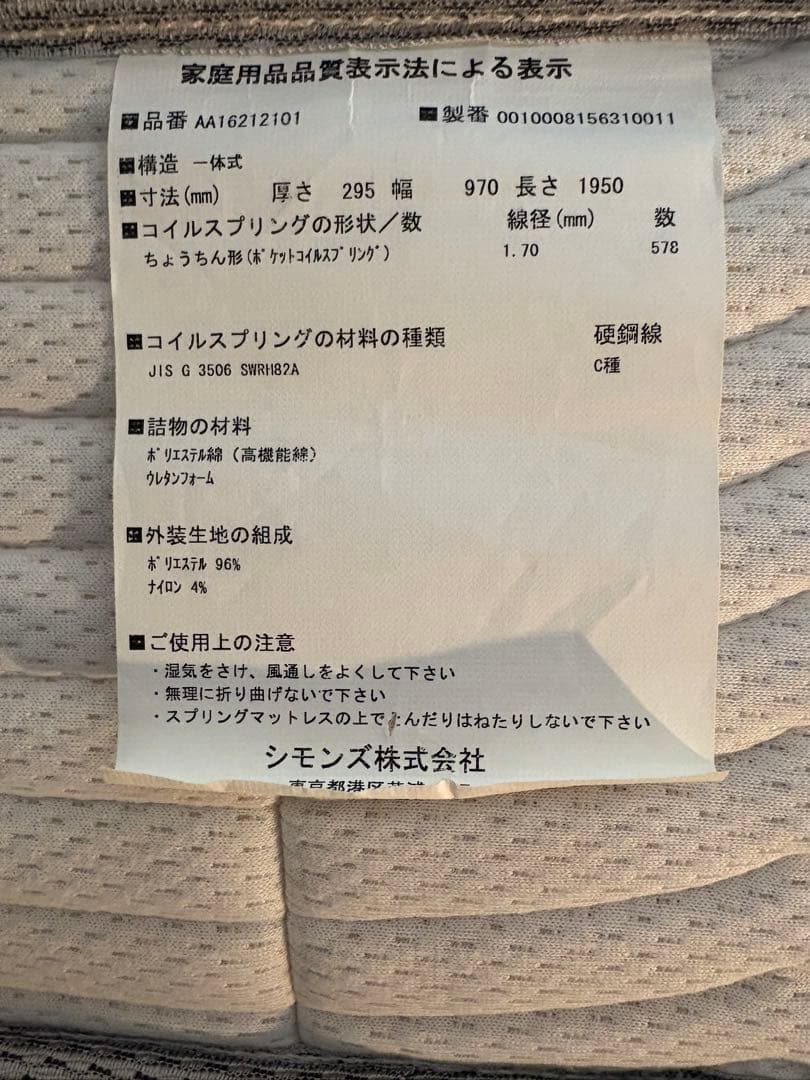 家庭用品品質表示法による表示
■品番 AA16212101 ■製番 0010008156310011
■構造 一体式
■寸法(mm) 厚さ 295 幅 970 長さ 1950
■コイルスプリングの形状／数 線径(mm) 数
ちょうちん形(ﾎﾟｹｯﾄｺｲﾙｽﾌﾟﾘﾝｸﾞ) 1.70 578
■コイルスプリングの材料の種類 硬鋼線
JIS G 3506 SWRH82A C種
■詰物の材料
ﾎﾟﾘｴｽﾃﾙ綿（高機能綿）
ｳﾚﾀﾝﾌｫｰﾑ
■外装生地の組成
ﾎﾟﾘｴｽﾃﾙ 96%
ﾅｲﾛﾝ 4%
■ご使用上の注意
・湿気をさけ、風通しをよくして下さい
・無理に折り曲げないで下さい
・スプリングマットレスの上でとんだりはねたりしないで下さい
シモンズ株式会社
東京都港区